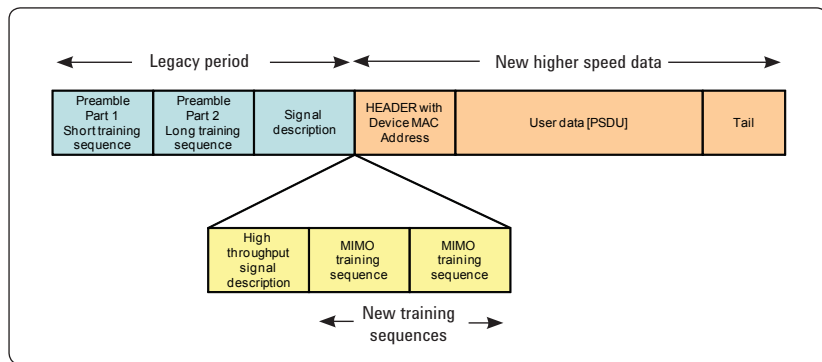 Legacy period
New higher speed data
Preamble
Part 1
Short training
sequence
Preamble
Part 2
Long training
sequence
Signal
description
HEADER with
Device MAC
Address
User data [PSDU]
Tail
High
throughput
signal
description
MIMO
training
sequence
MIMO
training
sequence
New training
sequences